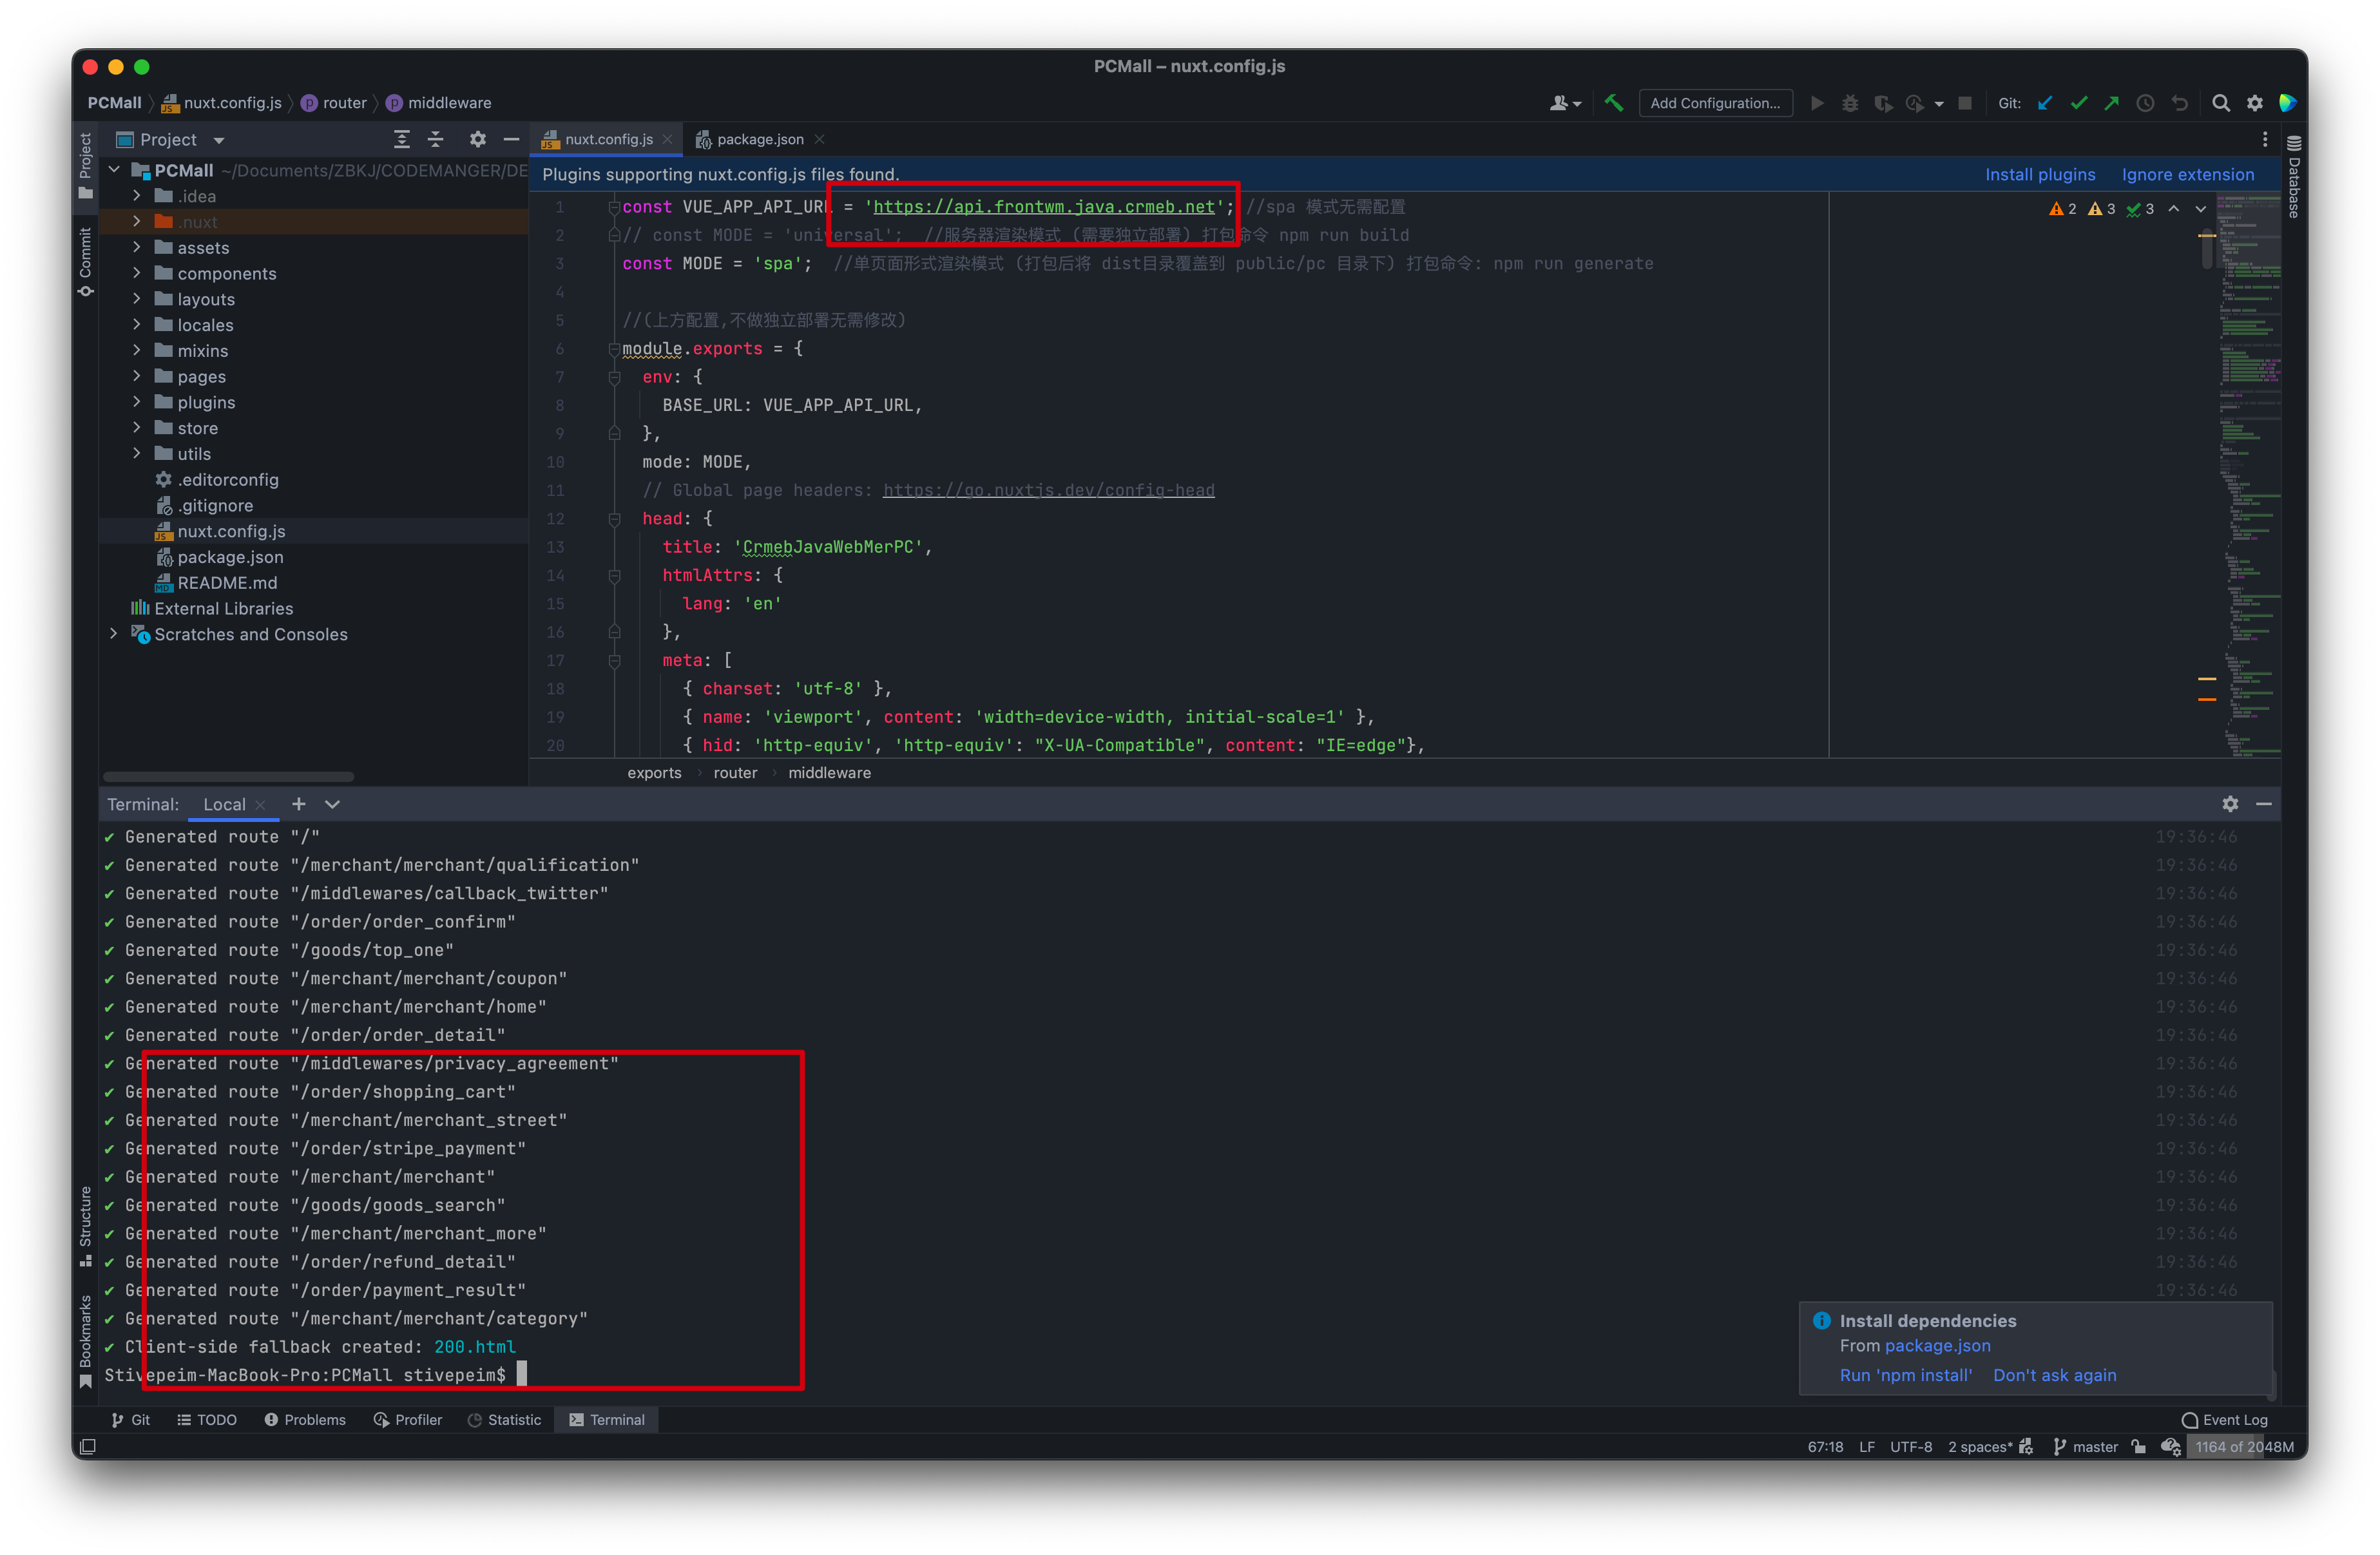 PCMall – nuxt.config.js
PCMall nuxt.config.js router middleware
Add Configuration...
Git:
Project
nuxt.config.js
package.json
Project
Commit
Structure
Bookmarks
Database
PCMall ~/Documents/ZBKJ/CODEMANGER/DE
.idea
.nuxt
assets
components
layouts
locales
mixins
pages
plugins
store
utils
.editorconfig
.gitignore
nuxt.config.js
package.json
README.md
External Libraries
Scratches and Consoles
Plugins supporting nuxt.config.js files found.
Install plugins Ignore extension
2 3 3
1 const VUE_APP_API_URL = 'https://api.frontwm.java.crmeb.net'; //spa 模式无需配置
2 // const MODE = 'universal'; //服务器渲染模式 (需要独立部署) 打包命令 npm run build
3 const MODE = 'spa'; //单页面形式渲染模式 (打包后将 dist目录覆盖到 public/pc 目录下) 打包命令: npm run generate
4
5 //(上方配置,不做独立部署无需修改)
6 module.exports = {
7 env: {
8 BASE_URL: VUE_APP_API_URL,
9 },
10 mode: MODE,
11 // Global page headers: https://go.nuxtjs.dev/config-head
12 head: {
13 title: 'CrmebJavaWebMerPC',
14 htmlAttrs: {
15 lang: 'en'
16 },
17 meta: [
18 { charset: 'utf-8' },
19 { name: 'viewport', content: 'width=device-width, initial-scale=1' },
20 { hid: 'http-equiv', 'http-equiv': "X-UA-Compatible", content: "IE=edge"},
exports router middleware
Terminal: Local
✔ Generated route "/" 19:36:46
✔ Generated route "/merchant/merchant/qualification" 19:36:46
✔ Generated route "/middlewares/callback_twitter" 19:36:46
✔ Generated route "/order/order_confirm" 19:36:46
✔ Generated route "/goods/top_one" 19:36:46
✔ Generated route "/merchant/merchant/coupon" 19:36:46
✔ Generated route "/merchant/merchant/home" 19:36:46
✔ Generated route "/order/order_detail" 19:36:46
✔ Generated route "/middlewares/privacy_agreement" 19:36:46
✔ Generated route "/order/shopping_cart" 19:36:46
✔ Generated route "/merchant/merchant_street" 19:36:46
✔ Generated route "/order/stripe_payment" 19:36:46
✔ Generated route "/merchant/merchant" 19:36:46
✔ Generated route "/goods/goods_search" 19:36:46
✔ Generated route "/merchant/merchant_more" 19:36:46
✔ Generated route "/order/refund_detail" 19:36:46
✔ Generated route "/order/payment_result" 19:36:46
✔ Generated route "/merchant/merchant/category"
✔ Client-side fallback created: 200.html
Stivepeim-MacBook-Pro:PCMall stivepeim$
Install dependencies
From package.json
Run 'npm install' Don't ask again
Git TODO Problems Profiler Statistic Terminal
Event Log
67:18 LF UTF-8 2 spaces* master 1164 of 2048M